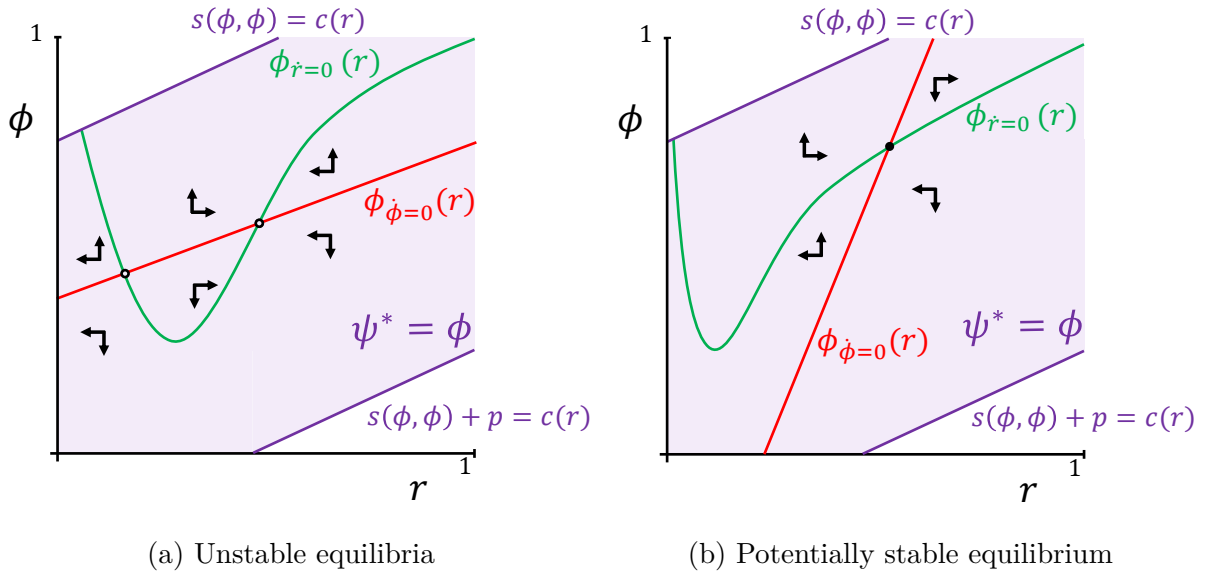 s(ϕ, ϕ) = c(r)
1
ϕ_{ṙ=0} (r)
ϕ
ϕ_{ϕ̇=0}(r)
ψ* = ϕ
s(ϕ, ϕ) + p = c(r)
1
r
(a) Unstable equilibria
s(ϕ, ϕ) = c(r)
1
ϕ
ϕ_{ṙ=0} (r)
ϕ_{ϕ̇=0}(r)
ψ* = ϕ
s(ϕ, ϕ) + p = c(r)
1
r
(b) Potentially stable equilibrium